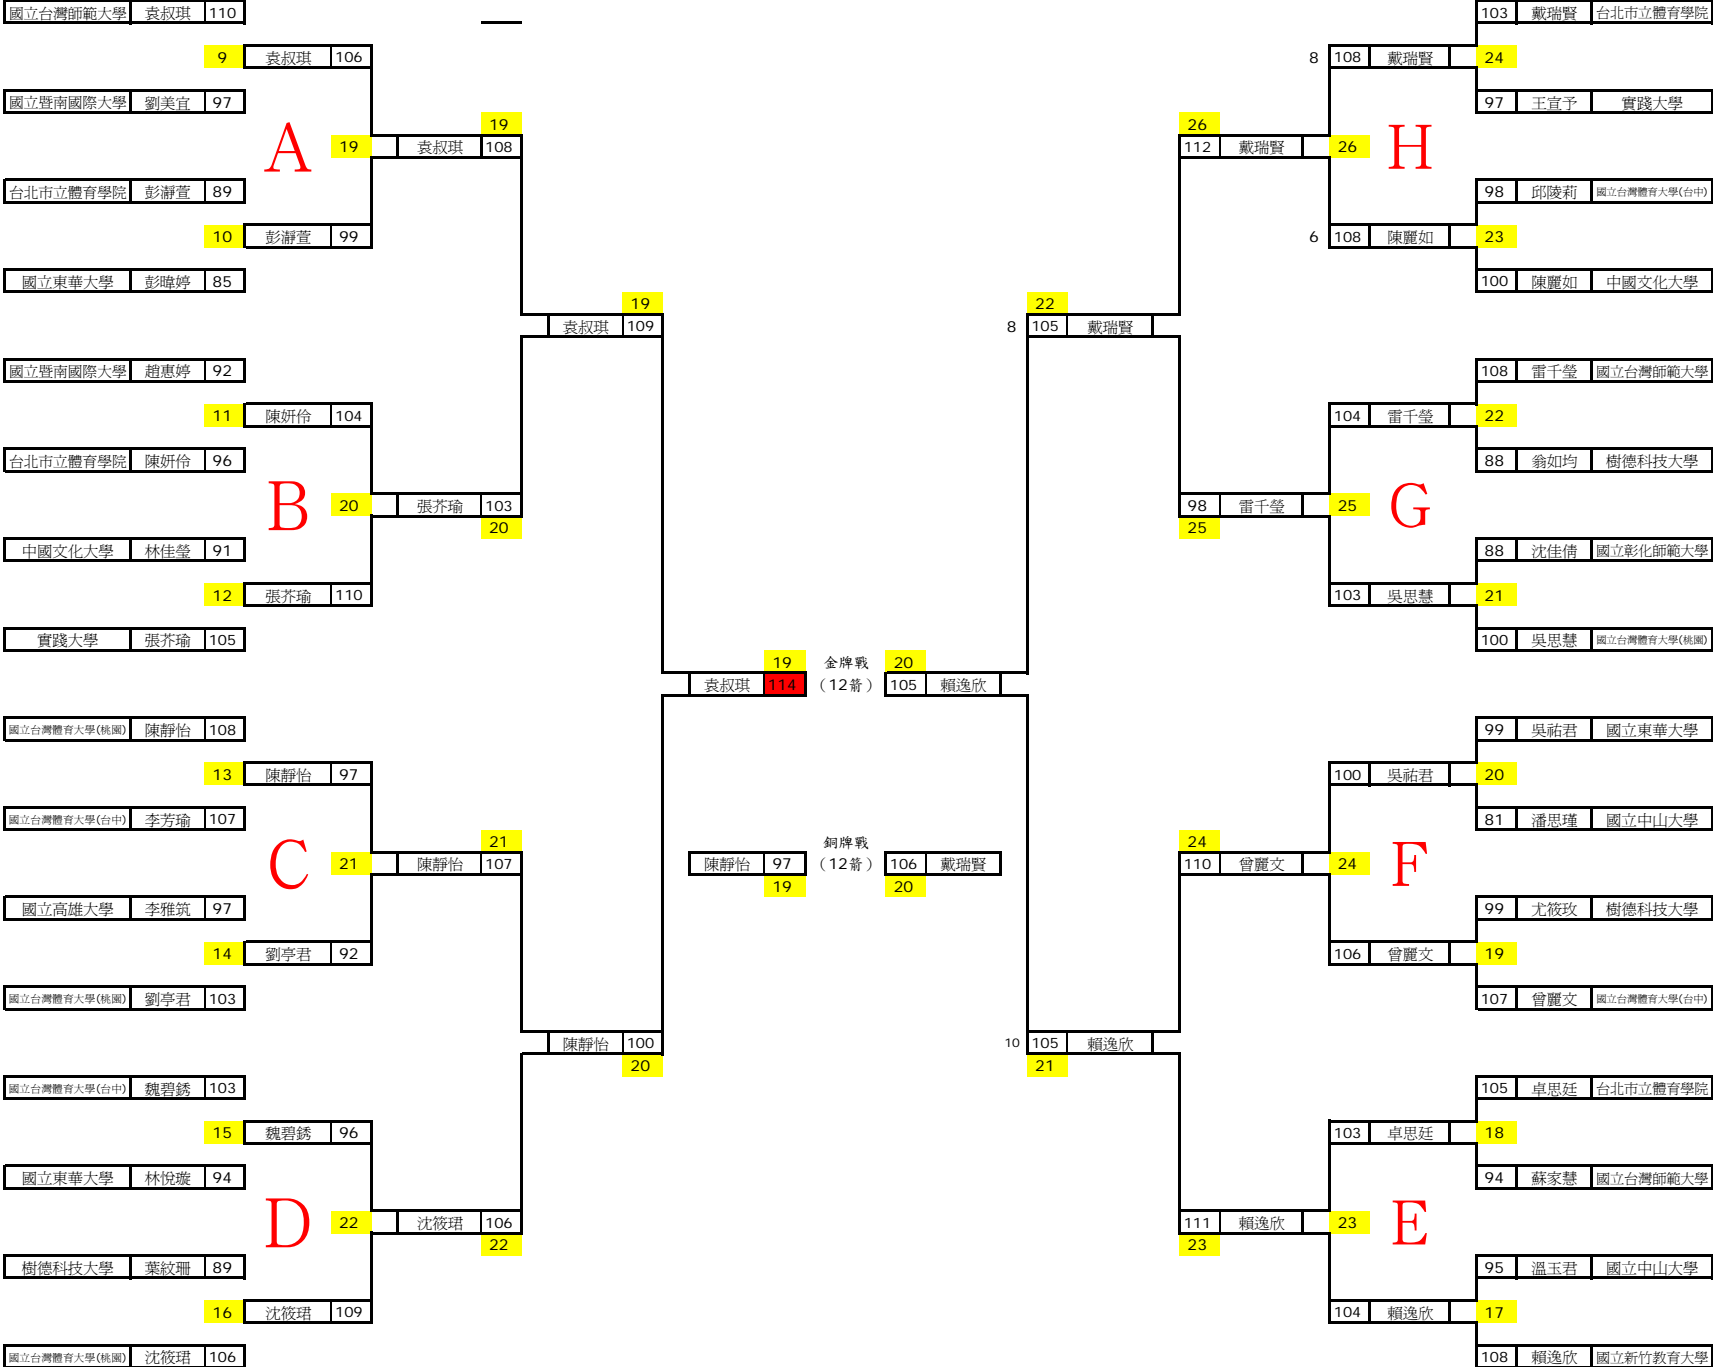 國立台灣師範大學 袁叔琪 110 103 戴瑞賢 台北市立體育學院
9 袁叔琪 106 8 108 戴瑞賢 24
國立暨南國際大學 劉美宜 97 97 王宣予 實踐大學
19 26
A 19 袁叔琪 108 112 戴瑞賢 26 H
台北市立體育學院 彭瀞萱 89 98 邱陵莉 國立台灣體育大學(台中)
10 彭瀞萱 99 6 108 陳麗如 23
國立東華大學 彭暐婷 85 100 陳麗如 中國文化大學
19 22
袁叔琪 109 8 105 戴瑞賢
國立暨南國際大學 趙惠婷 92 108 雷千瑩 國立台灣師範大學
11 陳妍伶 104 104 雷千瑩 22
台北市立體育學院 陳妍伶 96 88 翁如均 樹德科技大學
B 20 張芥瑜 103 98 雷千瑩 25 G
20 25
中國文化大學 林佳瑩 91 88 沈佳倩 國立彰化師範大學
12 張芥瑜 110 103 吳思慧 21
實踐大學 張芥瑜 105 100 吳思慧 國立台灣體育大學(桃園)
19 金牌戰 20
袁叔琪 114 (12箭) 105 賴逸欣
國立台灣體育大學(桃園) 陳靜怡 108 99 吳祐君 國立東華大學
13 陳靜怡 97 100 吳祐君 20
國立台灣體育大學(台中) 李芳瑜 107 81 潘思瑾 國立中山大學
21 銅牌戰 24
C 21 陳靜怡 107 陳靜怡 97 (12箭) 106 戴瑞賢 110 曾麗文 24 F
19 20
國立高雄大學 李雅筑 97 99 尤筱玫 樹德科技大學
14 劉亭君 92 106 曾麗文 19
國立台灣體育大學(桃園) 劉亭君 103 107 曾麗文 國立台灣體育大學(台中)
陳靜怡 100 10 105 賴逸欣
20 21
國立台灣體育大學(台中) 魏碧銹 103 105 卓思廷 台北市立體育學院
15 魏碧銹 96 103 卓思廷 18
國立東華大學 林悅璇 94 94 蘇家慧 國立台灣師範大學
D 22 沈筱珺 106 111 賴逸欣 23 E
22 23
樹德科技大學 葉紋珊 89 95 溫玉君 國立中山大學
16 沈筱珺 109 104 賴逸欣 17
國立台灣體育大學(桃園) 沈筱珺 106 108 賴逸欣 國立新竹教育大學